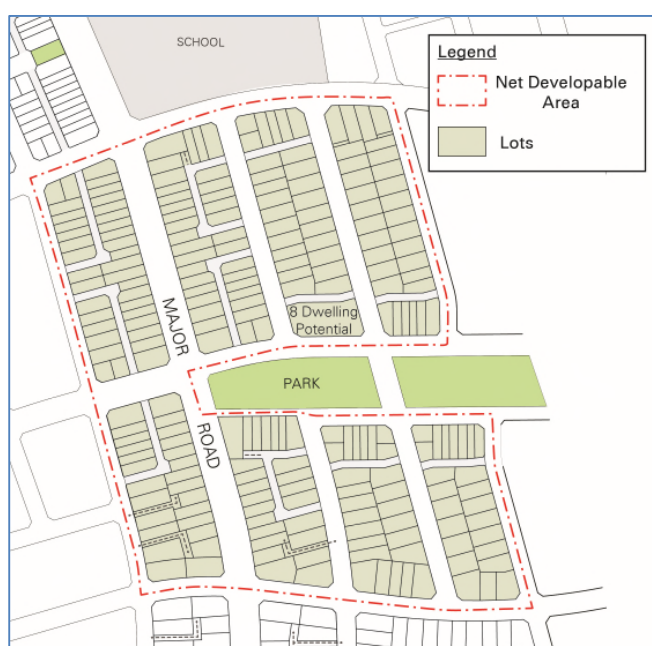 SCHOOL
Legend
Net Developable
Area
Lots
MAJOR
8 Dwelling
Potential
PARK
ROAD